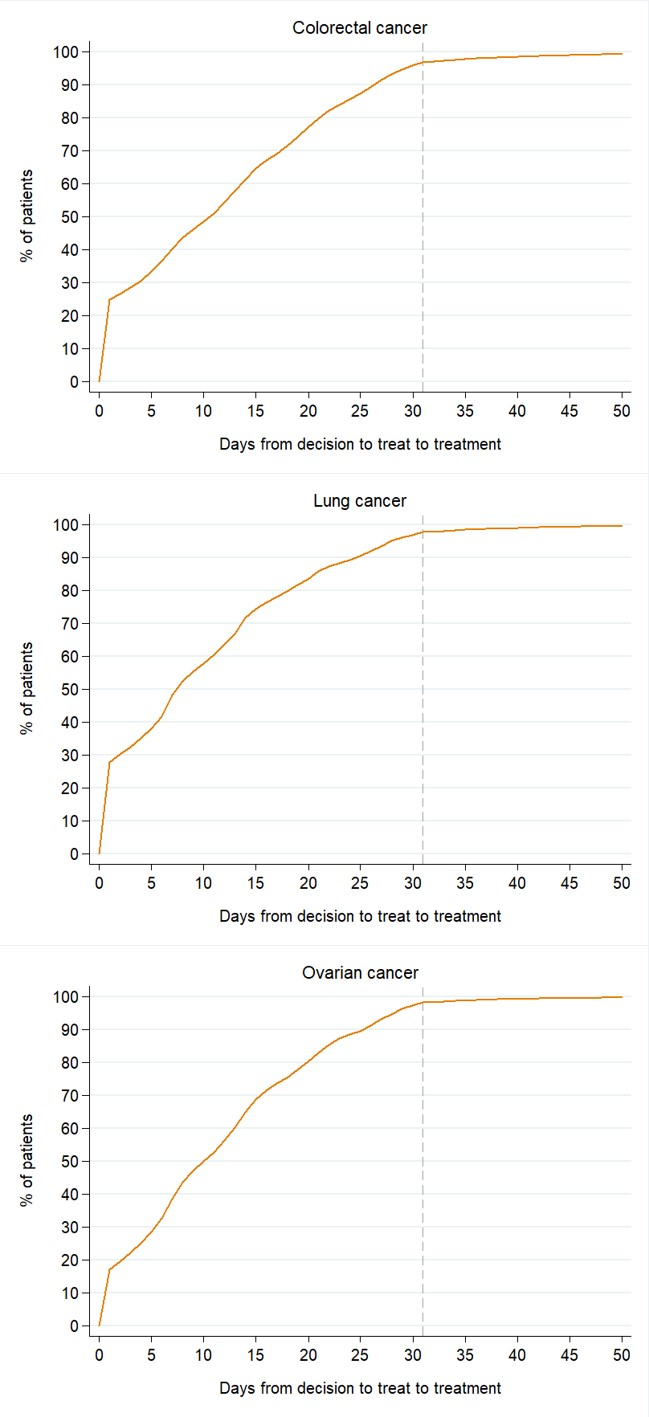 Colorectal cancer
100
90
80
70
60
50
40
30
20
10
0
% of patients
0 5 10 15 20 25 30 35 40 45 50
Days from decision to treat to treatment
Lung cancer
100
90
80
70
60
50
40
30
20
10
0
% of patients
0 5 10 15 20 25 30 35 40 45 50
Days from decision to treat to treatment
Ovarian cancer
100
90
80
70
60
50
40
30
20
10
0
% of patients
0 5 10 15 20 25 30 35 40 45 50
Days from decision to treat to treatment